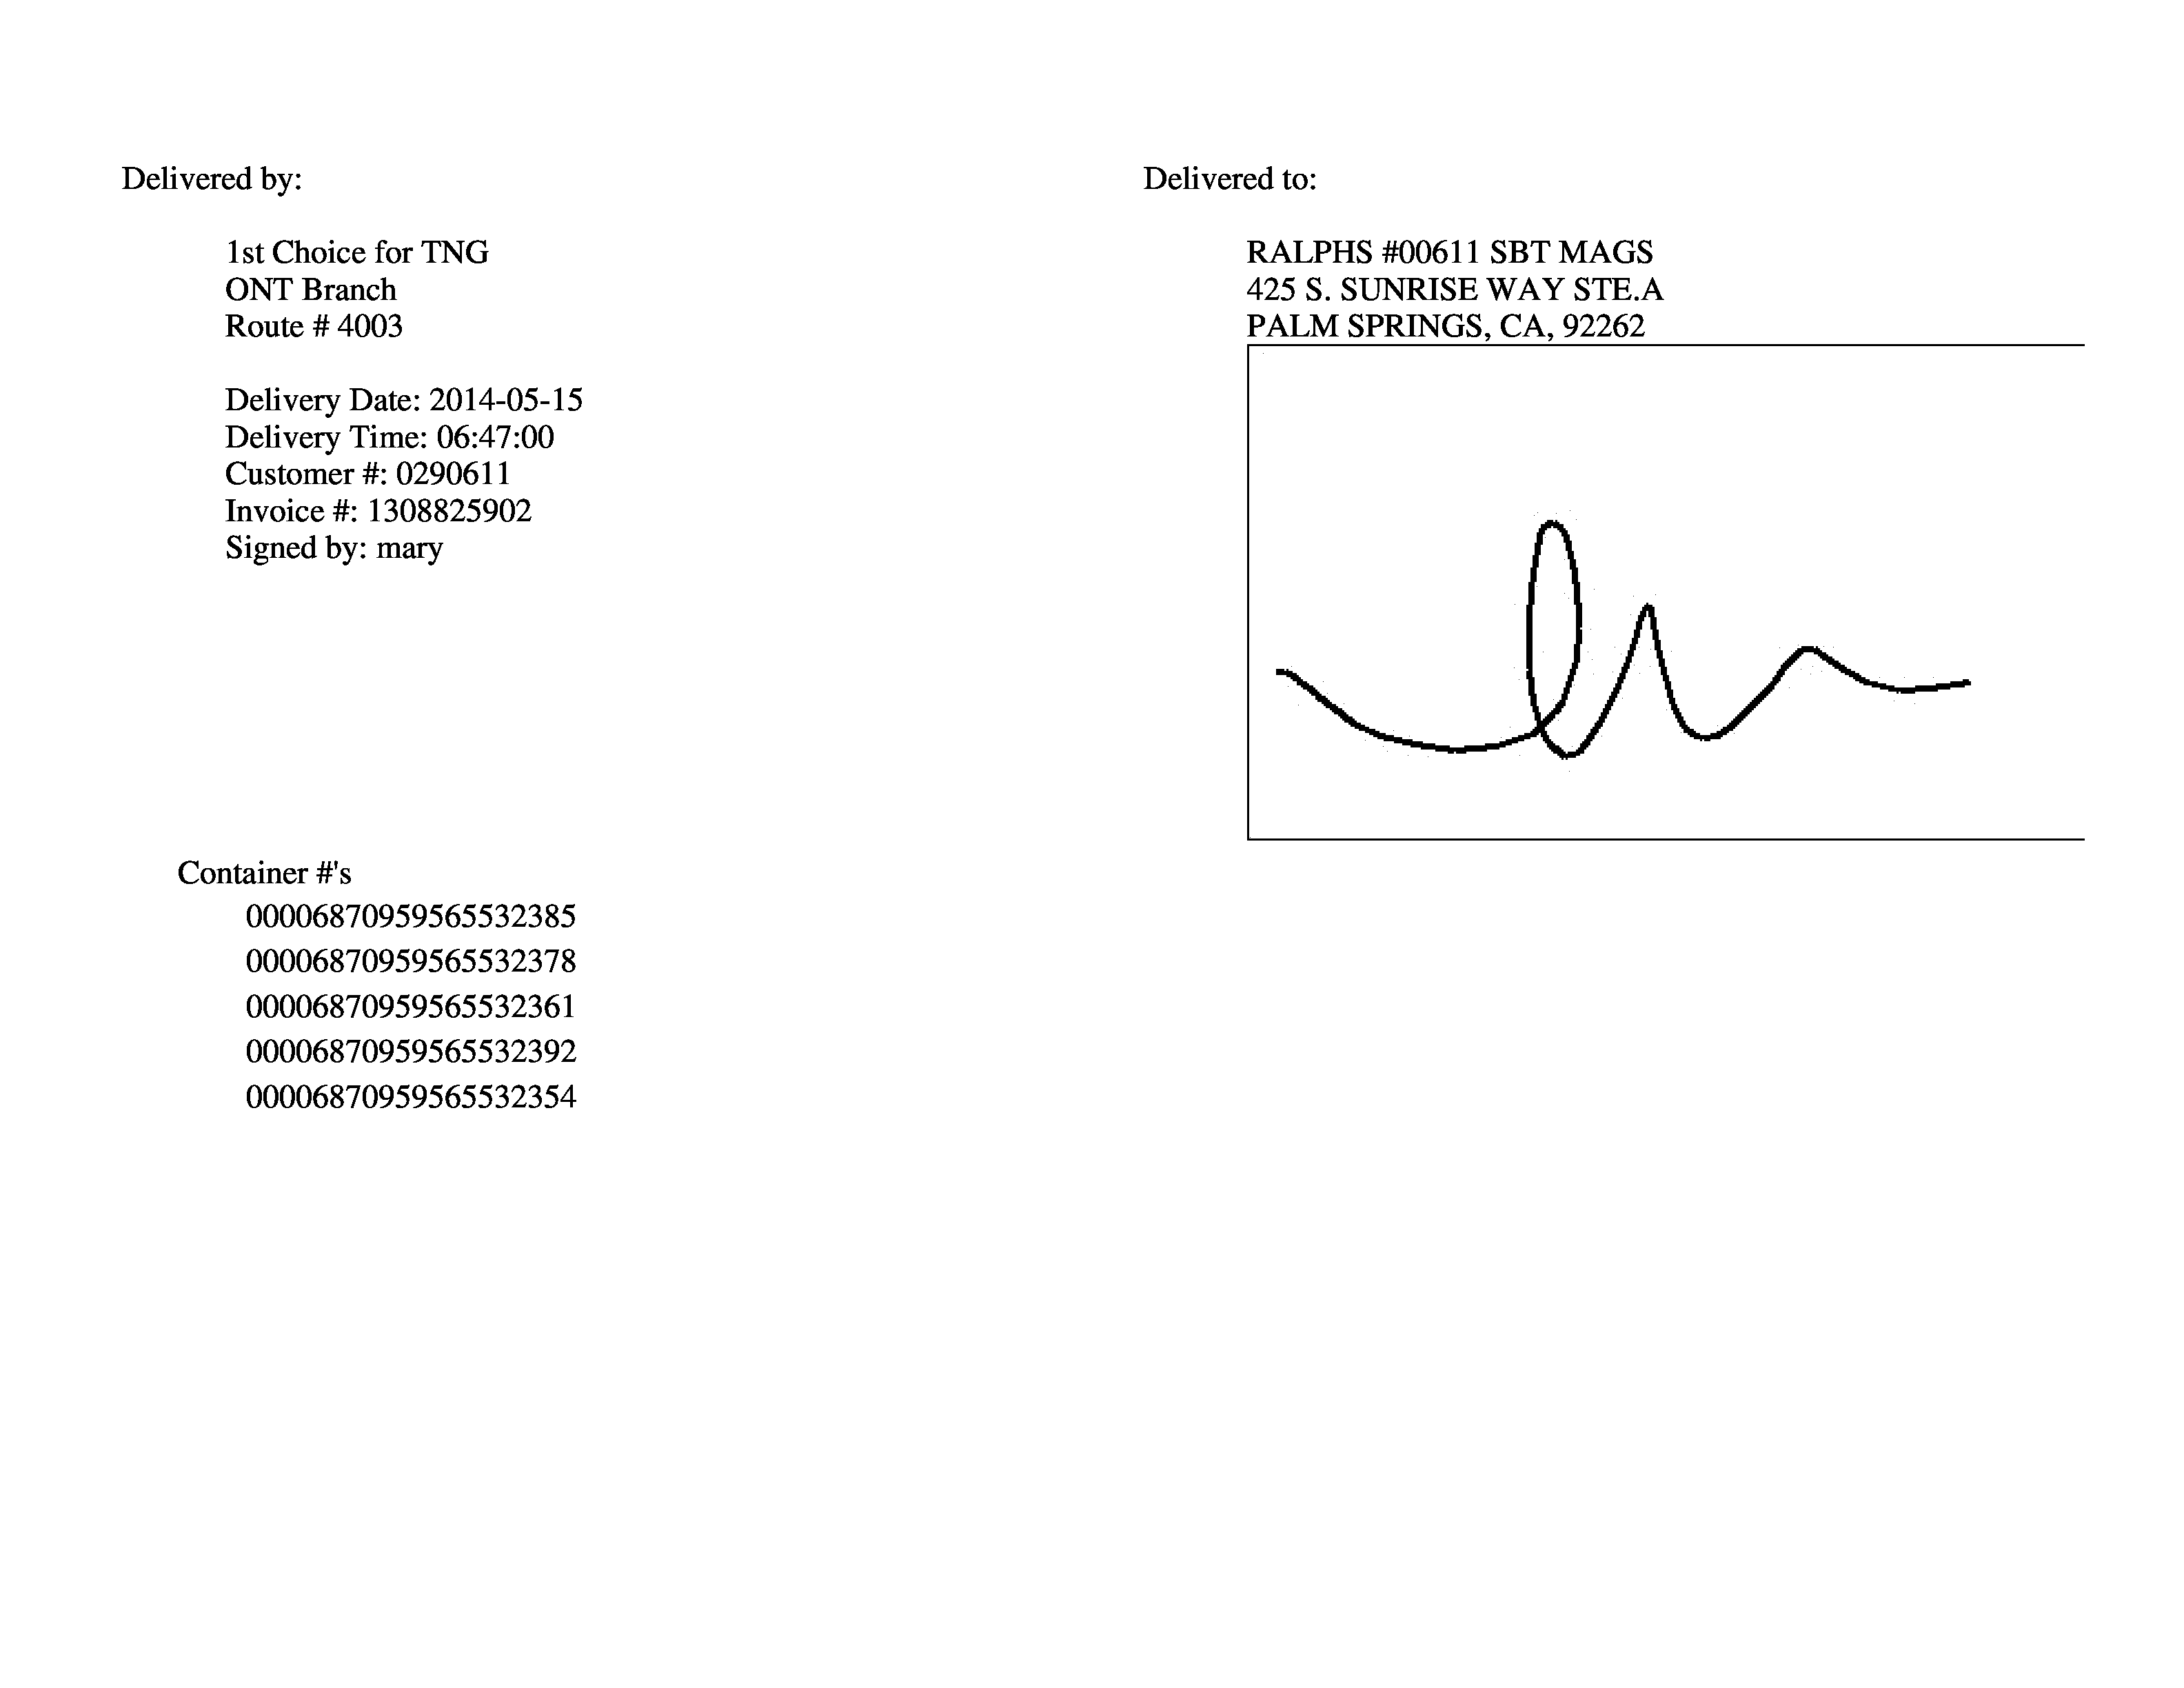 Delivered by:
1st Choice for TNG
ONT Branch
Route # 4003
Delivery Date: 2014-05-15
Delivery Time: 06:47:00
Customer #: 0290611
Invoice #: 1308825902
Signed by: mary
Delivered to:
RALPHS #00611 SBT MAGS
425 S. SUNRISE WAY STE.A
PALM SPRINGS, CA, 92262
Container #'s
00006870959565532385
00006870959565532378
00006870959565532361
00006870959565532392
00006870959565532354